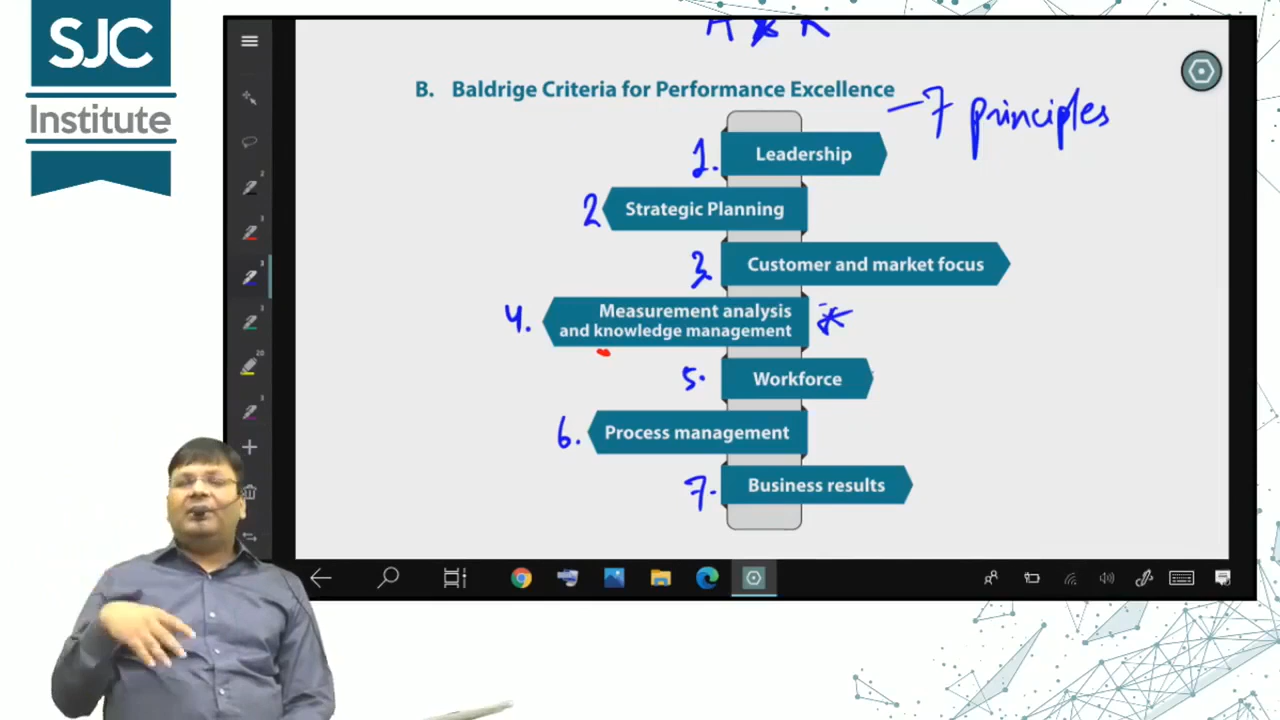 SJC
Institute
B. Baldrige Criteria for Performance Excellence
– 7 principles
1. Leadership
2 Strategic Planning
3. Customer and market focus
4. Measurement analysis
and knowledge management
5. Workforce
6. Process management
7. Business results